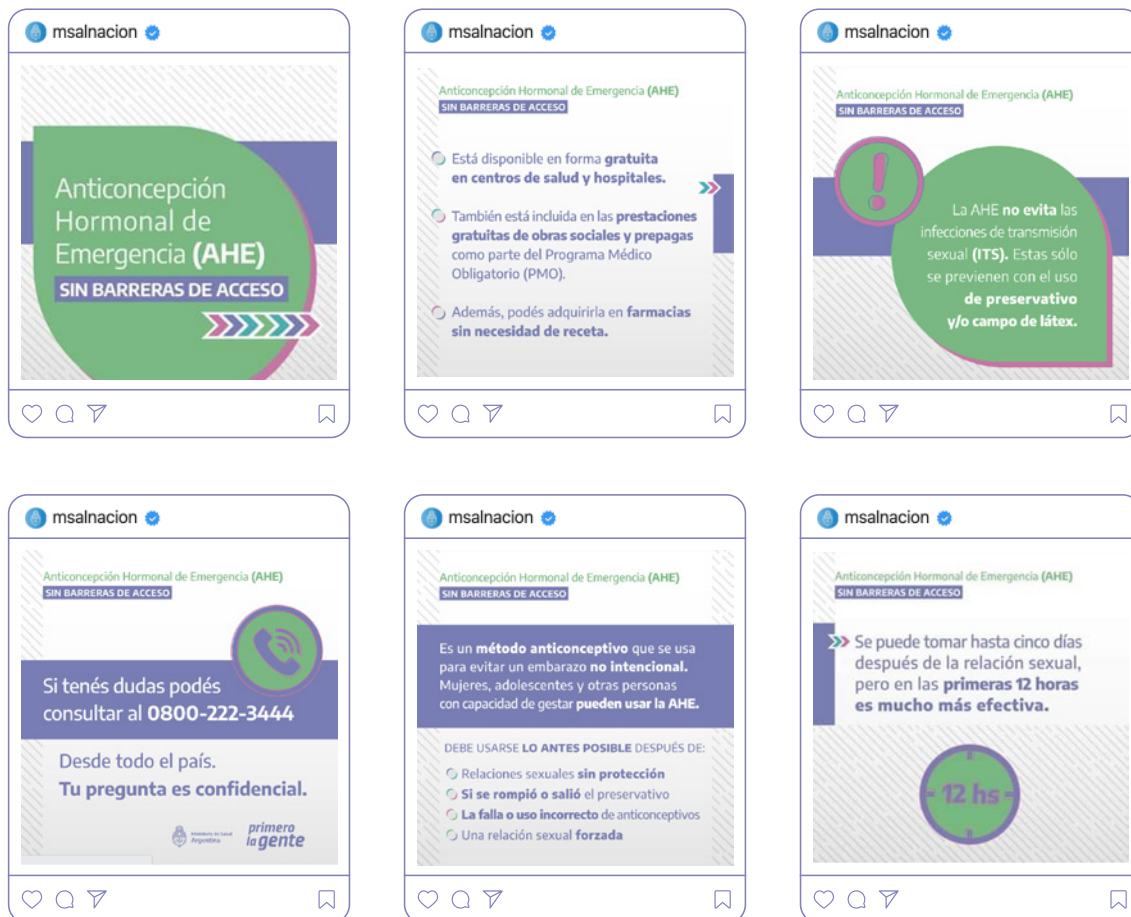 msalnacion
Anticoncepción
Hormonal de
Emergencia (AHE)
SIN BARRERAS DE ACCESO
msalnacion
Anticoncepción Hormonal de Emergencia (AHE)
SIN BARRERAS DE ACCESO
Está disponible en forma gratuita
en centros de salud y hospitales.
También está incluida en las prestaciones
gratuitas de obras sociales y prepagas
como parte del Programa Médico
Obligatorio (PMO).
Además, podés adquirirla en farmacias
sin necesidad de receta.
msalnacion
Anticoncepción Hormonal de Emergencia (AHE)
SIN BARRERAS DE ACCESO
La AHE no evita las
infecciones de transmisión
sexual (ITS). Estas sólo
se previenen con el uso
de preservativo
y/o campo de látex.
msalnacion
Anticoncepción Hormonal de Emergencia (AHE)
SIN BARRERAS DE ACCESO
Si tenés dudas podés
consultar al 0800-222-3444
Desde todo el país.
Tu pregunta es confidencial.
Ministerio de Salud
Argentina
primero
la gente
msalnacion
Anticoncepción Hormonal de Emergencia (AHE)
SIN BARRERAS DE ACCESO
Es un método anticonceptivo que se usa
para evitar un embarazo no intencional.
Mujeres, adolescentes y otras personas
con capacidad de gestar pueden usar la AHE.
DEBE USARSE LO ANTES POSIBLE DESPUÉS DE:
Relaciones sexuales sin protección
Si se rompió o salió el preservativo
La falla o uso incorrecto de anticonceptivos
Una relación sexual forzada
msalnacion
Anticoncepción Hormonal de Emergencia (AHE)
SIN BARRERAS DE ACCESO
Se puede tomar hasta cinco días
después de la relación sexual,
pero en las primeras 12 horas
es mucho más efectiva.
12 hs